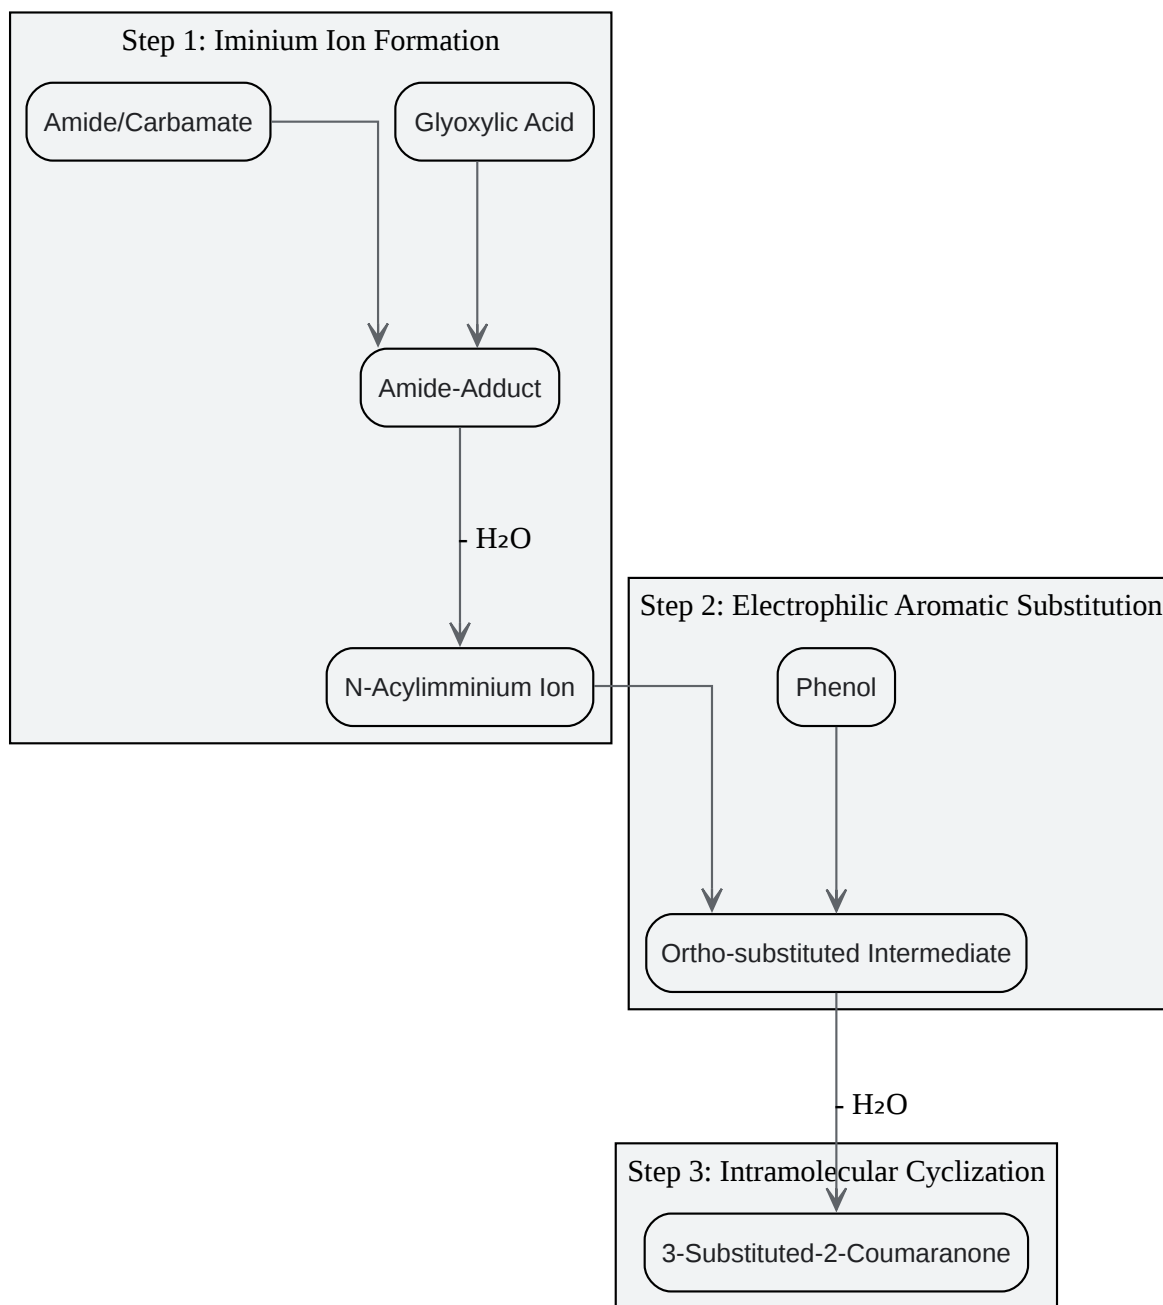 Step 1: Iminium Ion Formation
Amide/Carbamate
Glyoxylic Acid
Amide-Adduct
- H₂O
N-Acylimminium Ion
Step 2: Electrophilic Aromatic Substitution
Phenol
Ortho-substituted Intermediate
- H₂O
Step 3: Intramolecular Cyclization
3-Substituted-2-Coumaranone